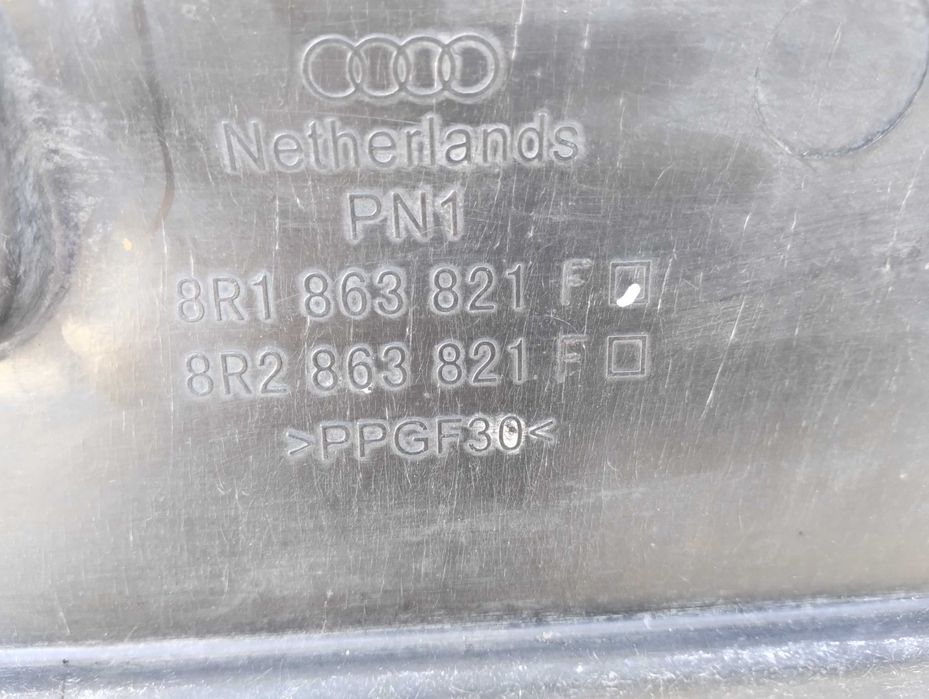 Netherlands
PN1
8R1 863 821 F
8R2 863 821 F
>PPGF30<